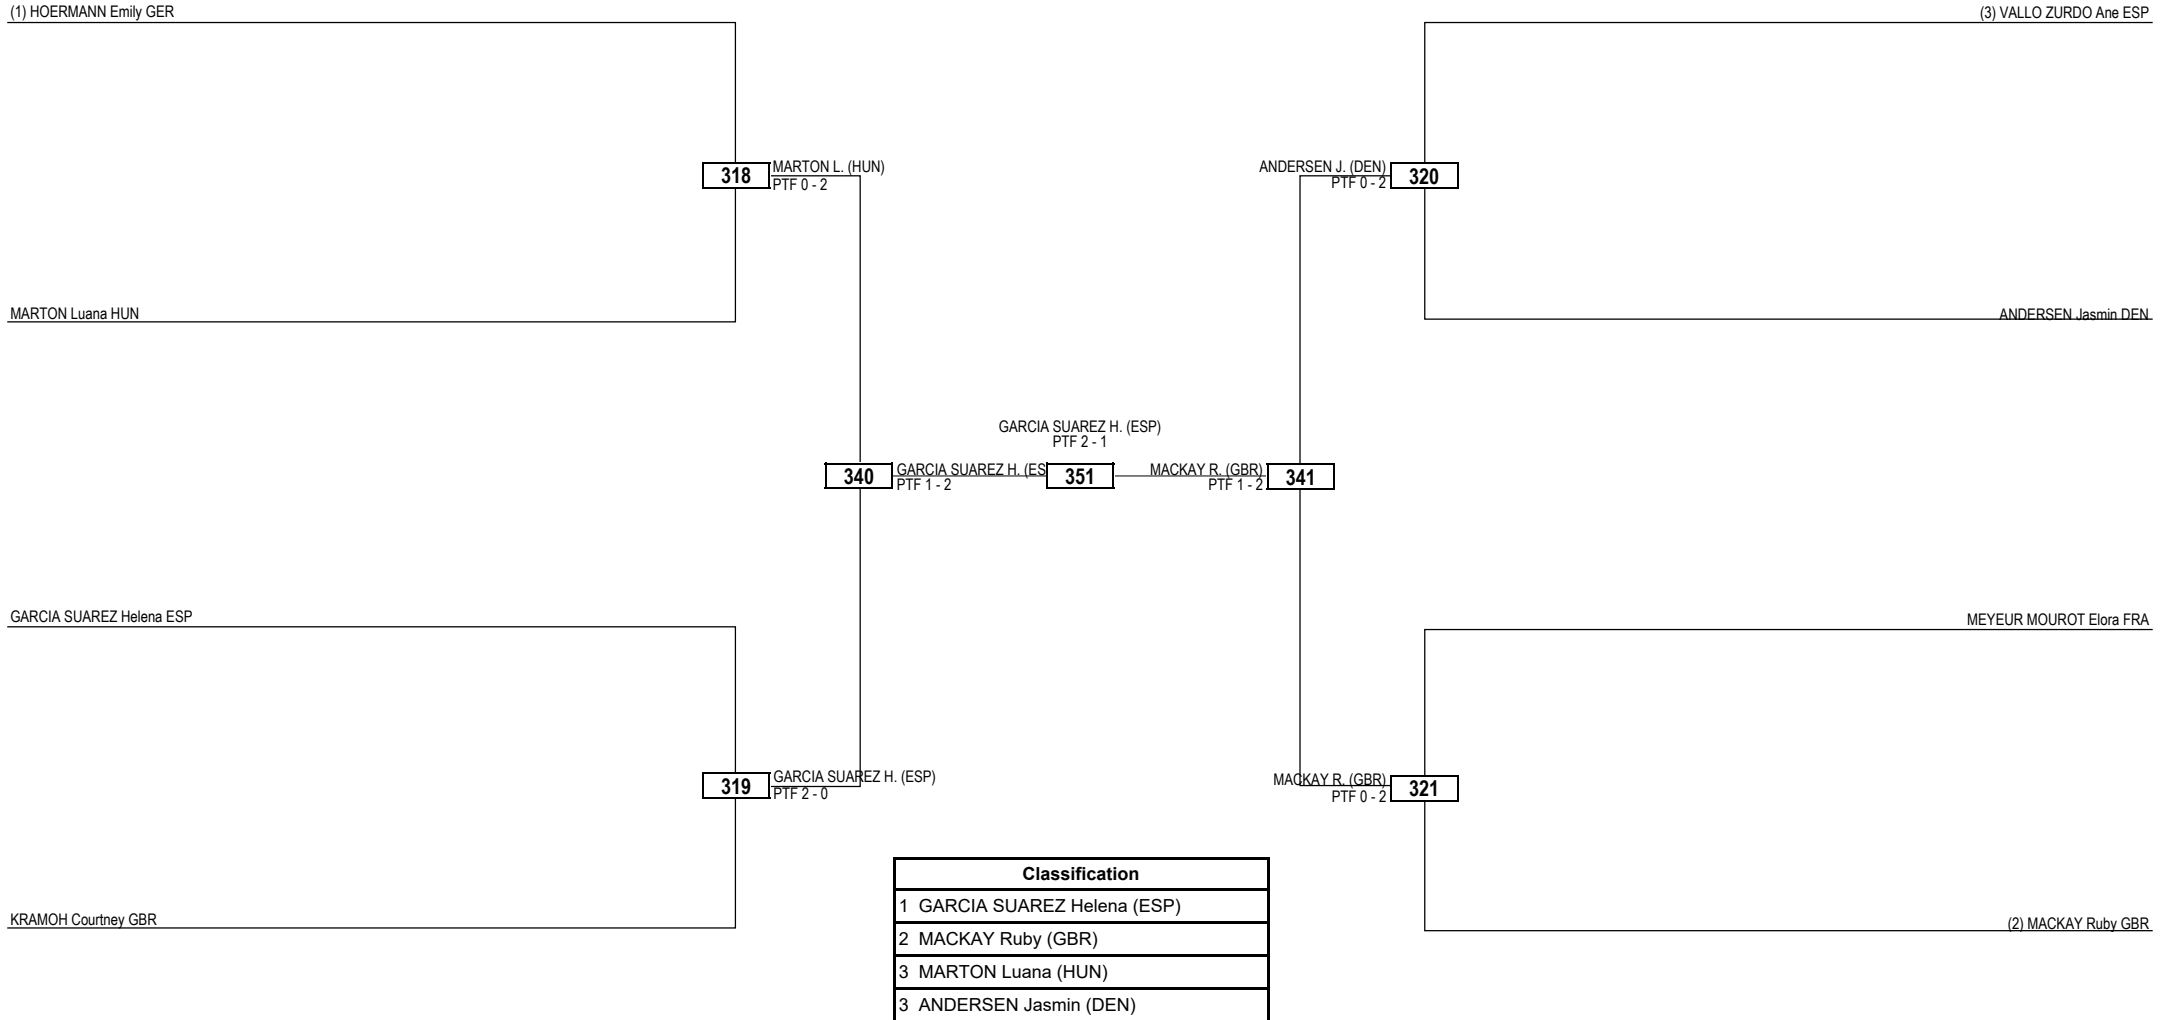 (1) HOERMANN Emily GER
(3) VALLO ZURDO Ane ESP
318
MARTON L. (HUN)
PTF 0 - 2
ANDERSEN J. (DEN)
PTF 0 - 2
320
MARTON Luana HUN
ANDERSEN Jasmin DEN
GARCIA SUAREZ H. (ESP)
PTF 2 - 1
340
GARCIA SUAREZ H. (ES
PTF 1 - 2
351
MACKAY R. (GBR)
PTF 1 - 2
341
GARCIA SUAREZ Helena ESP
MEYEUR MOUROT Elora FRA
319
GARCIA SUAREZ H. (ESP)
PTF 2 - 0
MACKAY R. (GBR)
PTF 0 - 2
321
KRAMOH Courtney GBR
(2) MACKAY Ruby GBR
Classification
1 GARCIA SUAREZ Helena (ESP)
2 MACKAY Ruby (GBR)
3 MARTON Luana (HUN)
3 ANDERSEN Jasmin (DEN)